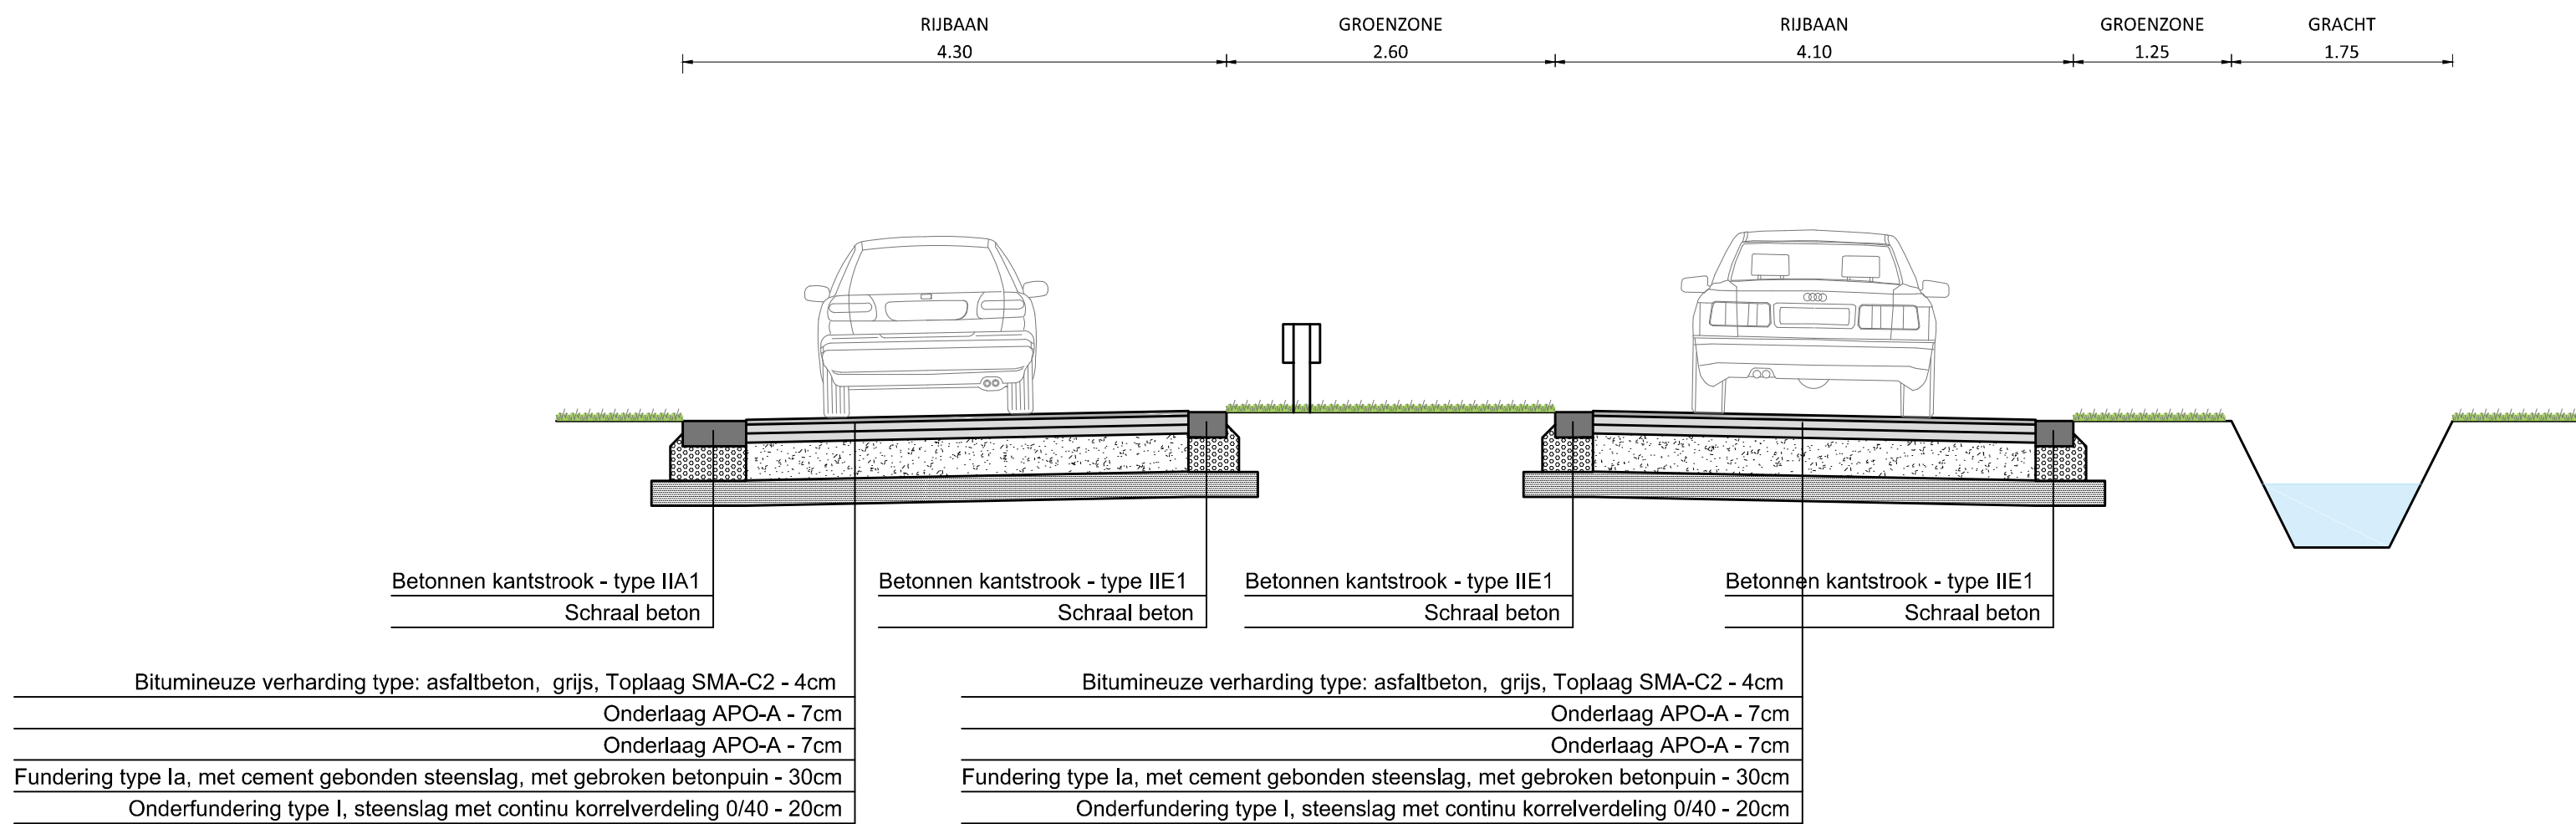 RIJBAAN
4.30
GROENZONE
2.60
RIJBAAN
4.10
GROENZONE
1.25
GRACHT
1.75
Betonnen kantstrook - type IIA1
Schraal beton
Betonnen kantstrook - type IIE1
Schraal beton
Betonnen kantstrook - type IIE1
Schraal beton
Betonnen kantstrook - type IIE1
Schraal beton
Bitumineuze verharding type: asfaltbeton, grijs, Toplaag SMA-C2 - 4cm
Onderlaag APO-A - 7cm
Onderlaag APO-A - 7cm
Fundering type Ia, met cement gebonden steenslag, met gebroken betonpuin - 30cm
Onderfundering type I, steenslag met continu korrelverdeling 0/40 - 20cm
Bitumineuze verharding type: asfaltbeton, grijs, Toplaag SMA-C2 - 4cm
Onderlaag APO-A - 7cm
Onderlaag APO-A - 7cm
Fundering type Ia, met cement gebonden steenslag, met gebroken betonpuin - 30cm
Onderfundering type I, steenslag met continu korrelverdeling 0/40 - 20cm